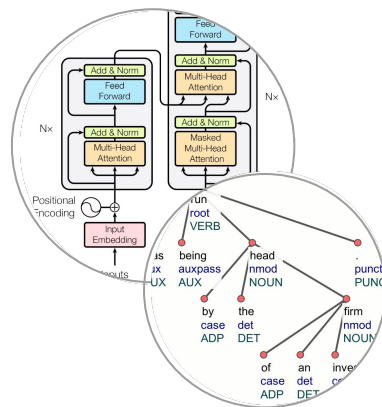 Feed
Forward
Add & Norm
Add & Norm
Feed
Forward
Multi-Head
Attention
N×
N×
Add & Norm
Add & Norm
Multi-Head
Attention
Masked
Multi-Head
Attention
Positional
Encoding
Input
Embedding
run
root
VERB
being
head
.
auxpass
nmod
punct
AUX
NOUN
by
the
firm
case
det
nmod
ADP
DET
NOUN
of
an
case
det
ADP
DET